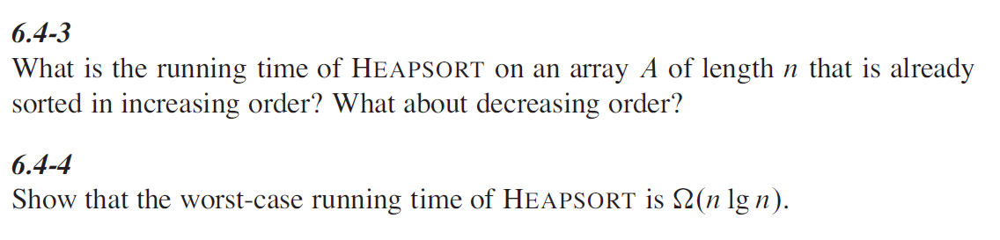 6.4-3
What is the running time of HEAPSORT on an array A of length n that is already
sorted in increasing order? What about decreasing order?
6.4-4
Show that the worst-case running time of HEAPSORT is Ω(n lg n).